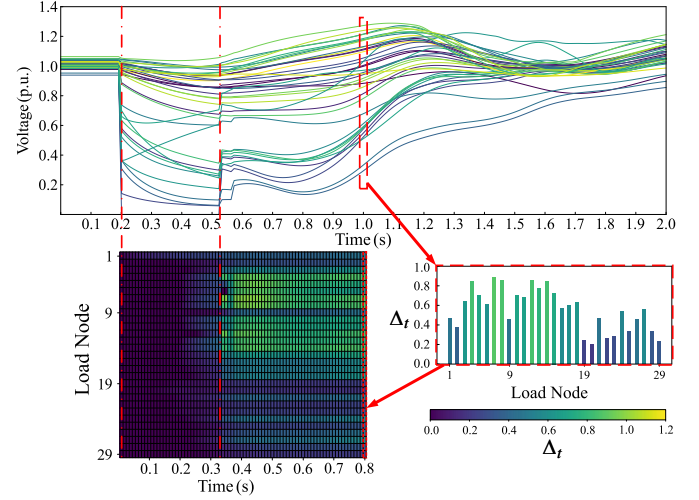 1.4
1.2
1.0
0.8
0.6
0.4
0.2
Voltage (p.u.)
0.1 0.2 0.3 0.4 0.5 0.6 0.7 0.8 0.9 1.0 1.1 1.2 1.3 1.4 1.5 1.6 1.7 1.8 1.9 2.0
Time (s)
1
9
19
29
Load Node
0.1 0.2 0.3 0.4 0.5 0.6 0.7 0.8
Time (s)
1.0
0.8
0.6
0.4
0.2
0.0
Δt
1 9 19 29
Load Node
0.0 0.2 0.4 0.6 0.8 1.0 1.2
Δt